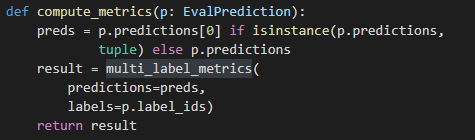 def compute_metrics(p: EvalPrediction):
    preds = p.predictions[0] if isinstance(p.predictions,
            tuple) else p.predictions
    result = multi_label_metrics(
        predictions=preds,
        labels=p.label_ids)
    return result